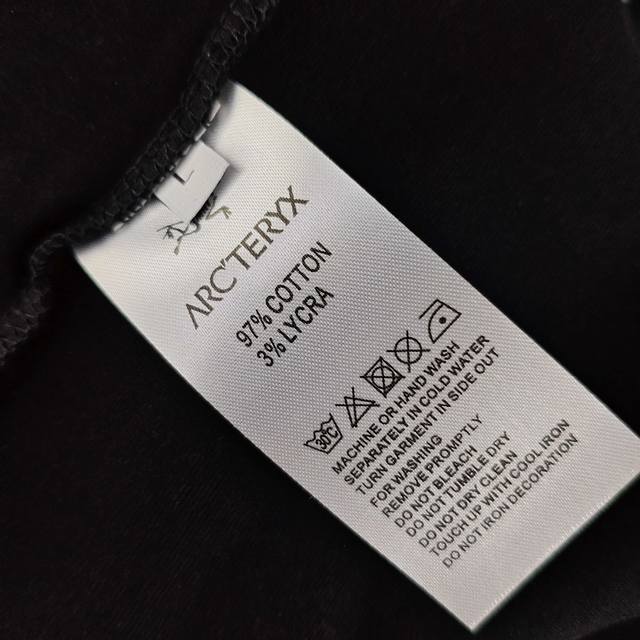 L
ARC'TERYX
97% COTTON
3% LYCRA
30°C
MACHINE OR HAND WASH
SEPARATELY IN COLD WATER
TURN GARMENT IN SIDE OUT
FOR WASHING
REMOVE PROMPTLY
DO NOT BLEACH
DO NOT TUMBLE DRY
DO NOT DRY CLEAN
TOUCH UP WITH COOL IRON
DO NOT IRON DECORATION